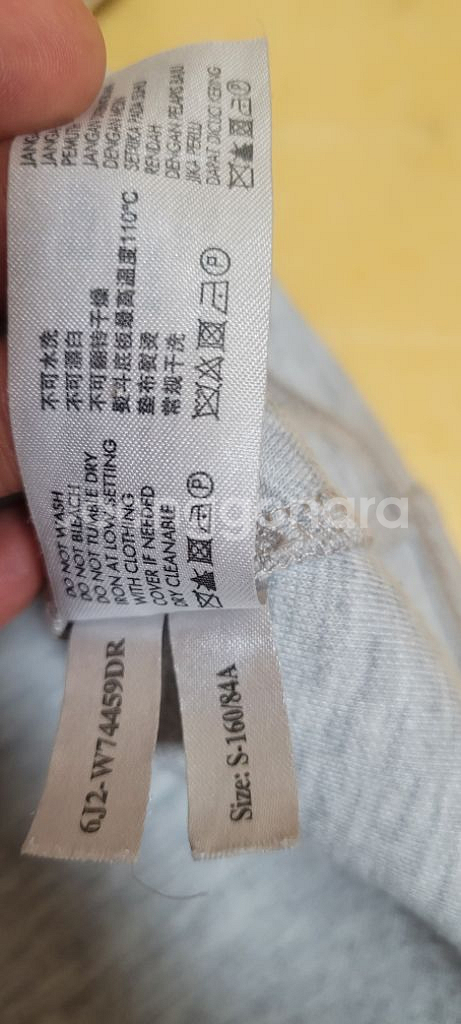 DO NOT WASH
DO NOT BLEACH
DO NOT TUMBLE DRY
IRON AT LOW SETTING
WITH CLOTHING
COVER IF NEEDED
DRY CLEANABLE
不可水洗
不可漂白
不可翻转干燥
熨斗底板最高温度110℃
垫布熨烫
常规干洗
JANGAN
DENGAN MESIN
SETRIKA PADA SUHU
RENDAH
DENGAN PELAPIS BAJU
JIKA PERLU
DAPAT DICUCI KERING
6J2-W74459DR
Size: S-160/84A